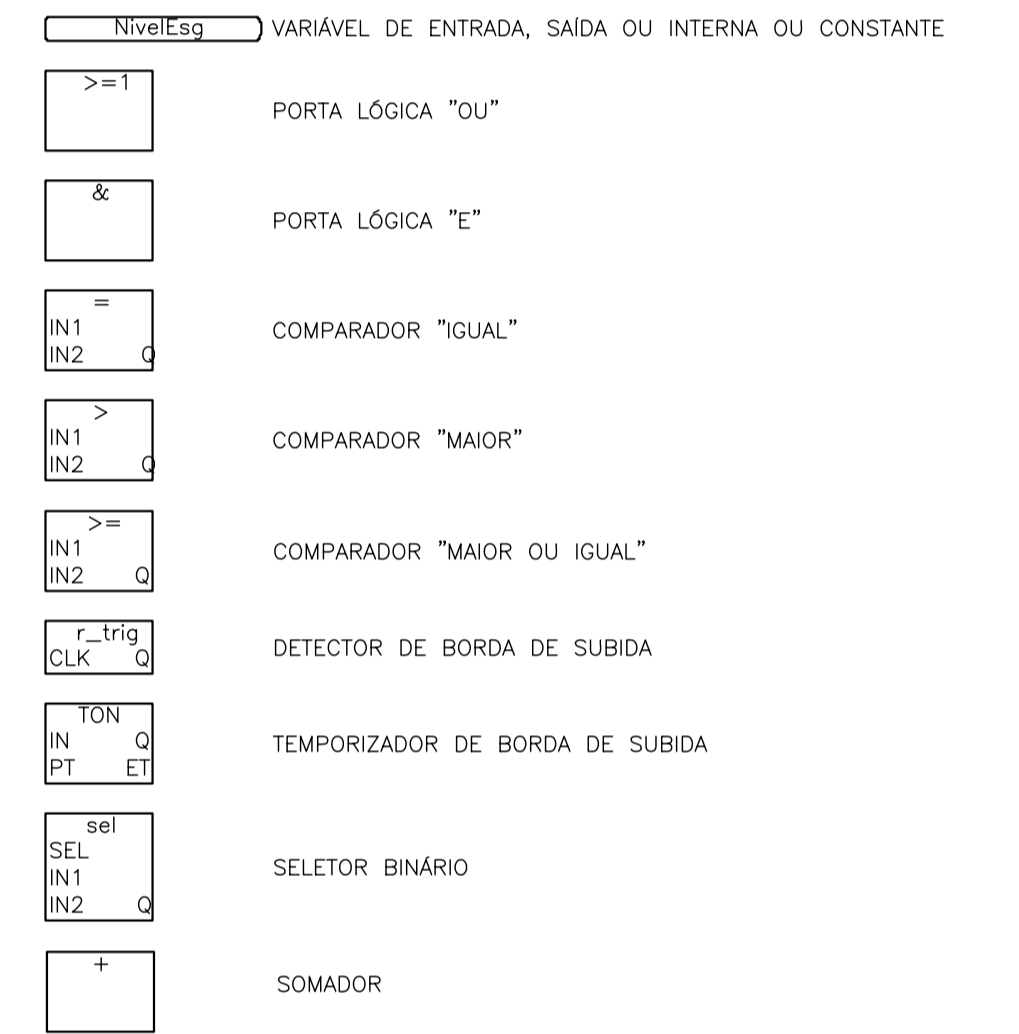 NivelEsg VARIÁVEL DE ENTRADA, SAÍDA OU INTERNA OU CONSTANTE
>=1
PORTA LÓGICA "OU"
&
PORTA LÓGICA "E"
=
IN1
IN2 Q
COMPARADOR "IGUAL"
>
IN1
IN2 Q
COMPARADOR "MAIOR"
>=
IN1
IN2 Q
COMPARADOR "MAIOR OU IGUAL"
r_trig
CLK Q
DETECTOR DE BORDA DE SUBIDA
TON
IN Q
PT ET
TEMPORIZADOR DE BORDA DE SUBIDA
sel
SEL
IN1
IN2 Q
SELETOR BINÁRIO
+
SOMADOR